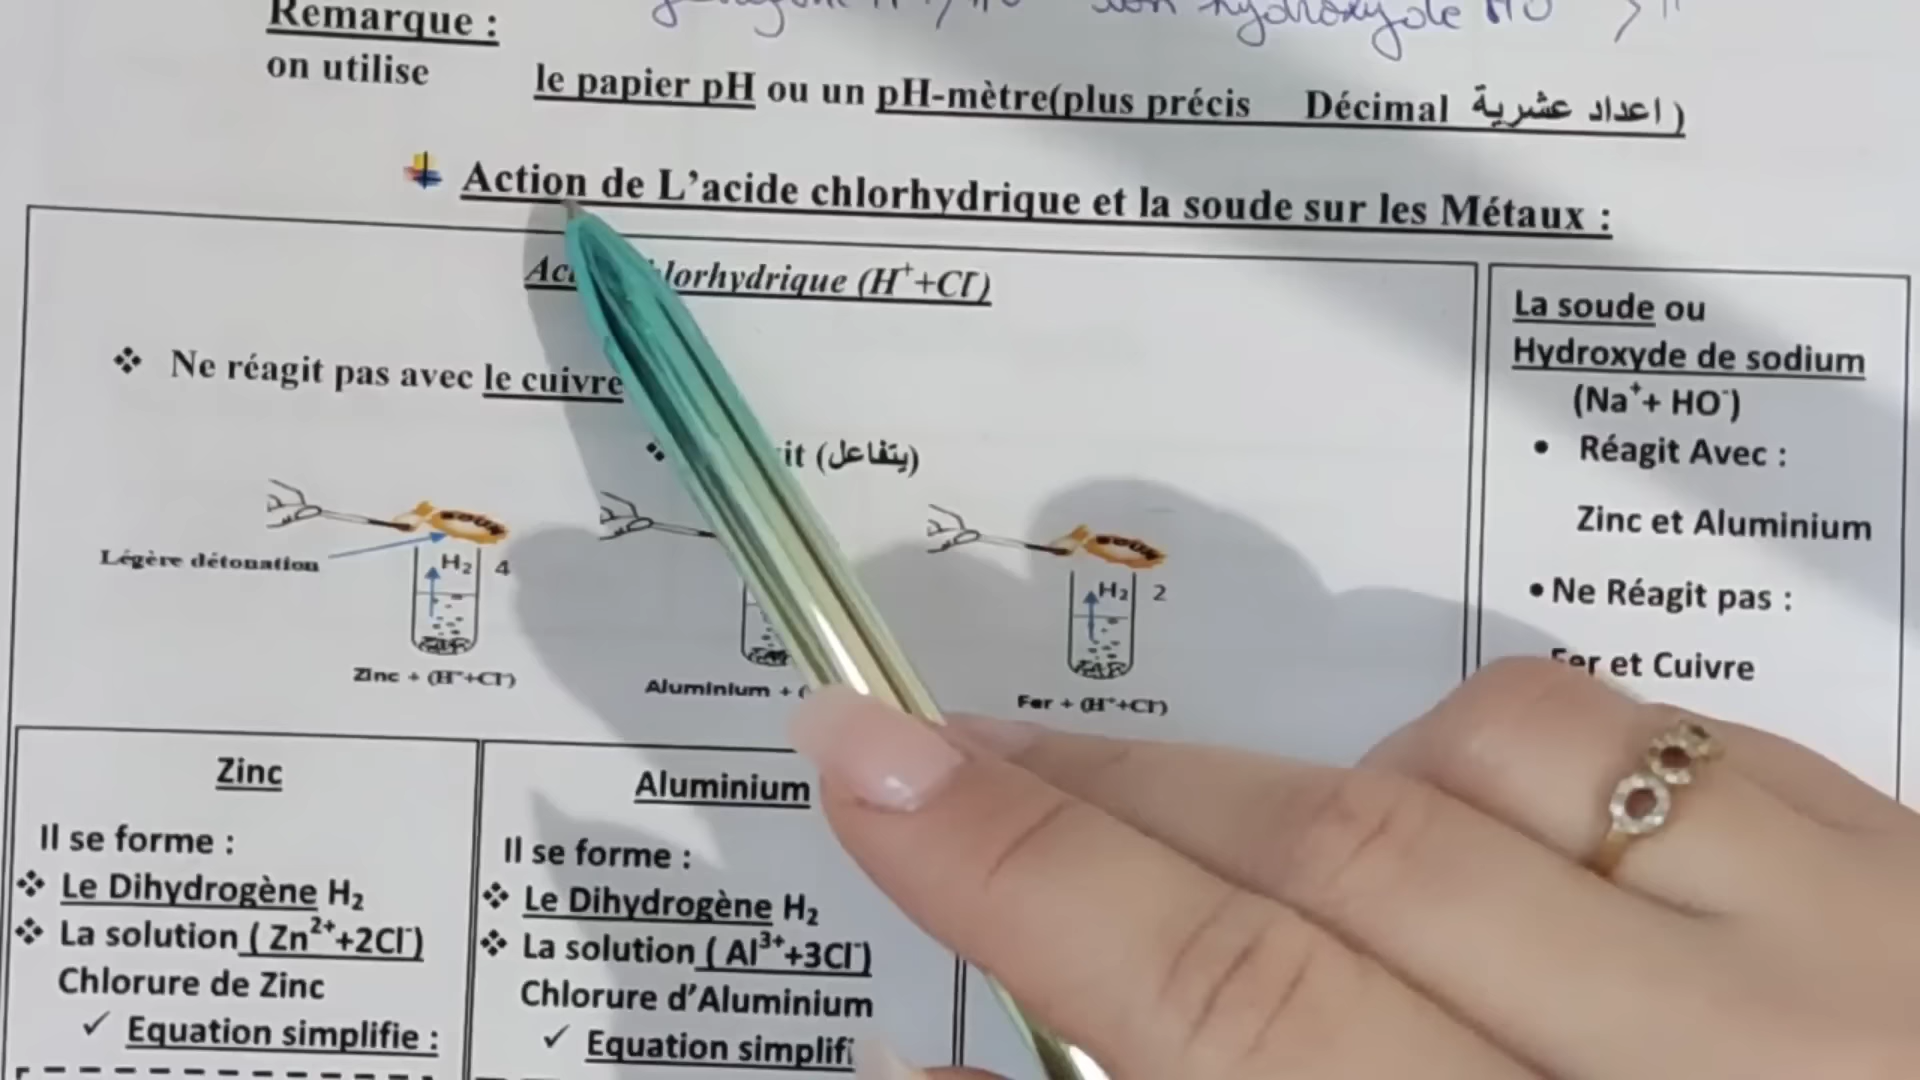 Remarque :
ion hydroxyde HO⁻ > H
on utilise le papier pH ou un pH-mètre(plus précis Décimal اعداد عشرية )
Action de L’acide chlorhydrique et la soude sur les Métaux :
lorhydrique (H⁺+Cl⁻)
❖ Ne réagit pas avec le cuivre
(يتفاعل)
Légère détonation
H₂ 4
H₂ 2
Zinc + (H⁺+Cl⁻)
Aluminium + (
Fer + (H⁺+Cl⁻)
La soude ou
Hydroxyde de sodium
(Na⁺+ HO⁻)
• Réagit Avec :
Zinc et Aluminium
• Ne Réagit pas :
Fer et Cuivre
Zinc
Il se forme :
❖ Le Dihydrogène H₂
❖ La solution ( Zn²⁺+2Cl⁻)
Chlorure de Zinc
✓ Equation simplifie :
Aluminium
Il se forme :
❖ Le Dihydrogène H₂
❖ La solution ( Al³⁺+3Cl⁻)
Chlorure d’Aluminium
✓ Equation simplifi